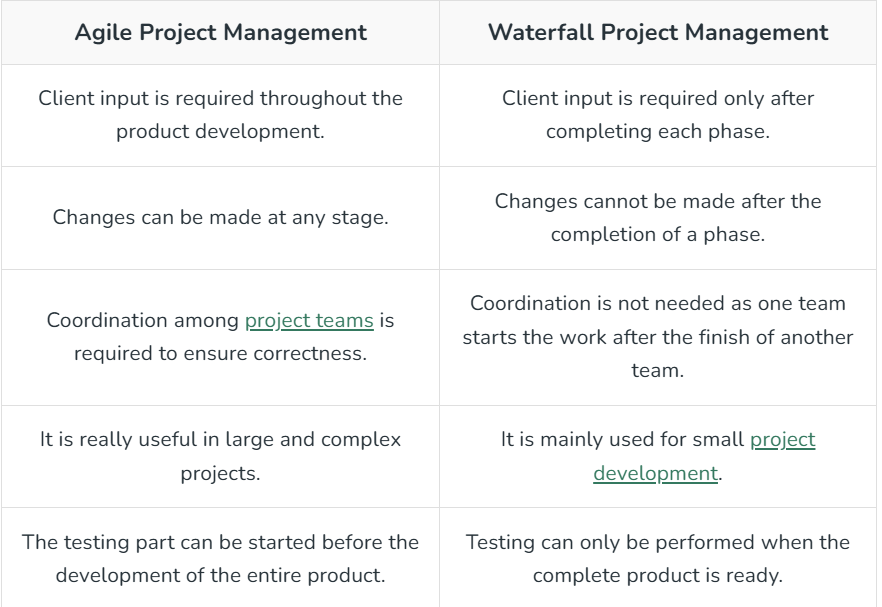 Agile Project Management
Waterfall Project Management
Client input is required throughout the
product development.
Client input is required only after
completing each phase.
Changes can be made at any stage.
Changes cannot be made after the
completion of a phase.
Coordination among project teams is
required to ensure correctness.
Coordination is not needed as one team
starts the work after the finish of another
team.
It is really useful in large and complex
projects.
It is mainly used for small project
development.
The testing part can be started before the
development of the entire product.
Testing can only be performed when the
complete product is ready.